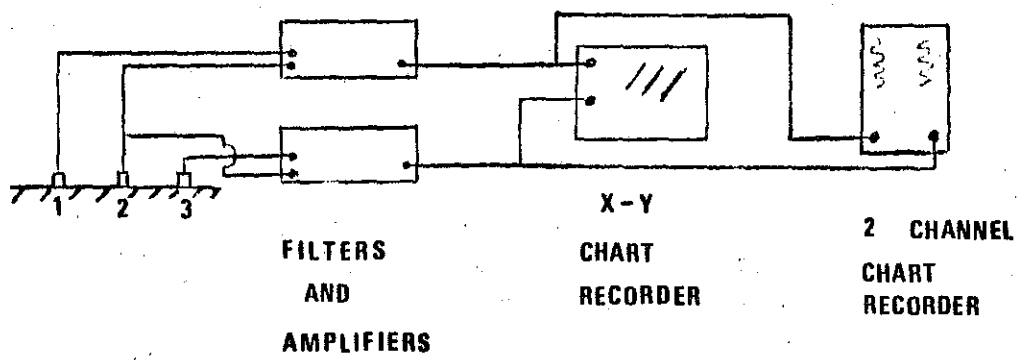 1 2 3
FILTERS
AND
AMPLIFIERS
X-Y
CHART
RECORDER
2 CHANNEL
CHART
RECORDER